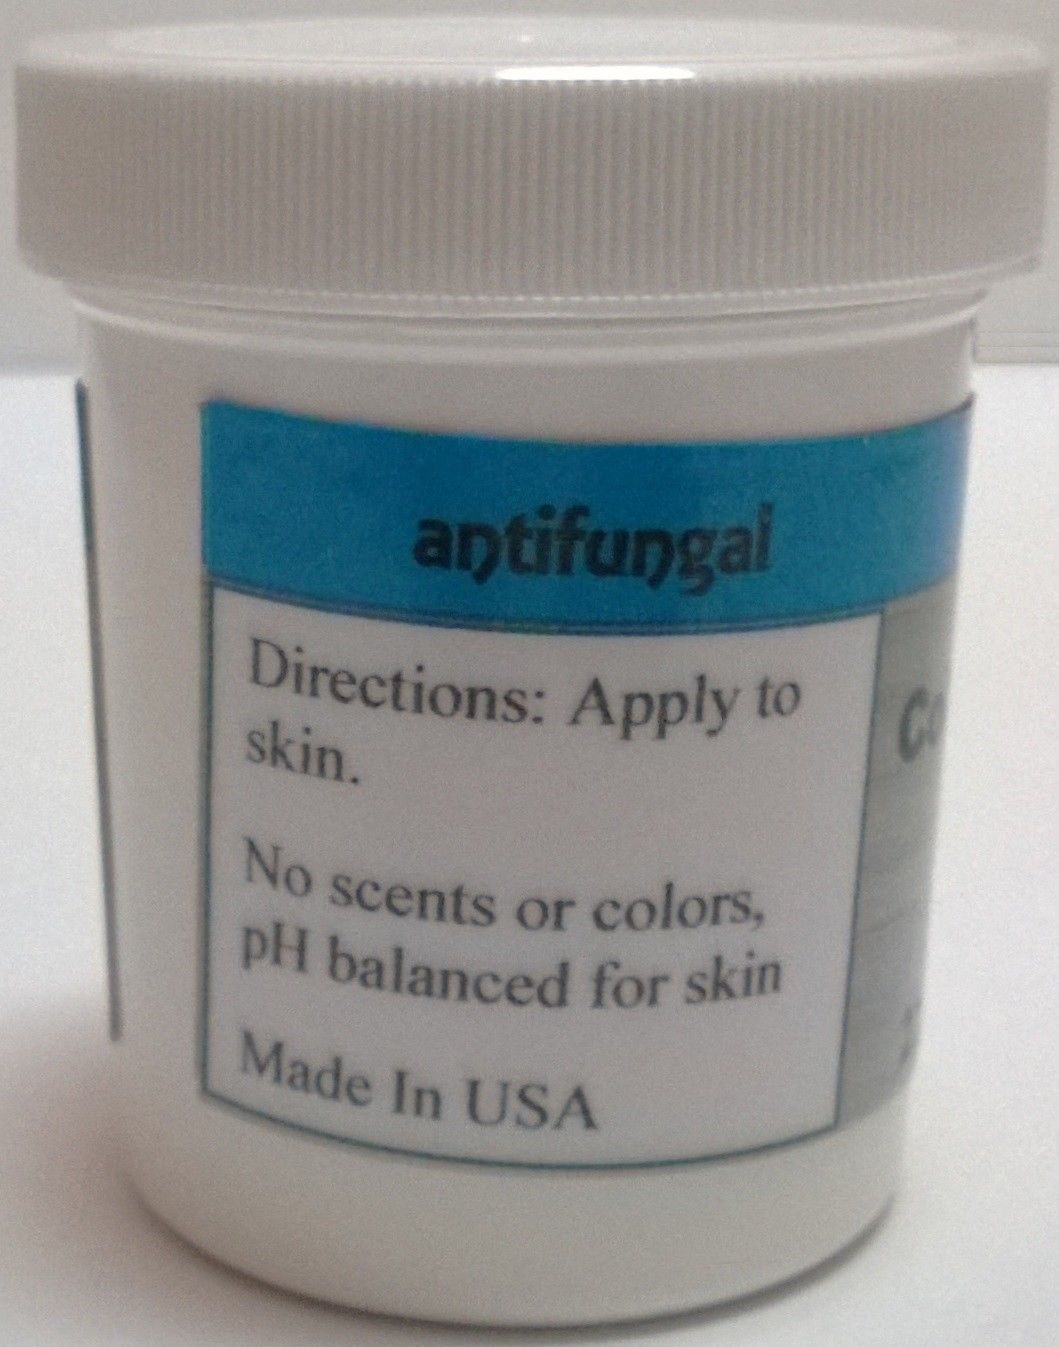 antifungal
Directions: Apply to
skin.
No scents or colors,
pH balanced for skin
Made In USA